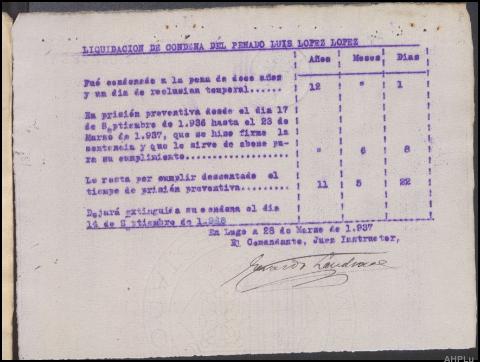 LIQUIDACION DE CONDENA DEL PENADO LUIS LOPEZ LOPEZ
Años Meses Dias
Fué condenado a la pena de doce años
y un dia de reclusion temporal...... 12 " 1
En prisión preventiva desde el dia 17
de Septiembre de 1.936 hasta el 23 de
Marzo de 1.937, que se hizo firme la
sentencia y que le sirve de abono pa-
ra su cumplimiento.................. " 6 8
Le resta por cumplir descontado el
tiempo de prisión preventiva........ 11 5 22
Dejará extinguida su condena el dia
14 de Septiembre de 1.948
En Lugo a 28 de Marzo de 1.937
El Comandante, Juez Instructor,
AHPLu